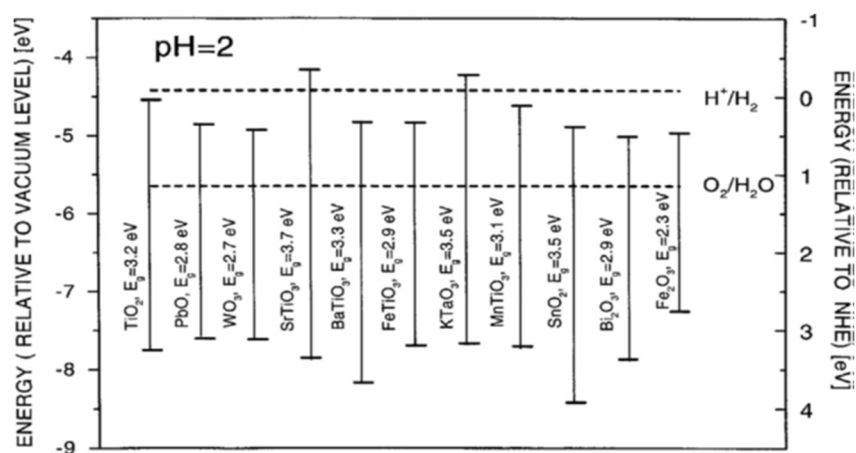 pH=2
ENERGY ( RELATIVE TO VACUUM LEVEL) [eV]
-4
-5
-6
-7
-8
-9
TiO₂, E_g=3.2 eV
PbO, E_g=2.8 eV
WO₃, E_g=2.7 eV
SrTiO₃, E_g=3.7 eV
BaTiO₃, E_g=3.3 eV
FeTiO₃, E_g=2.9 eV
KTaO₃, E_g=3.5 eV
MnTiO₃, E_g=3.1 eV
SnO₂, E_g=3.5 eV
Bi₂O₃, E_g=2.9 eV
Fe₂O₃, E_g=2.3 eV
H⁺/H₂
O₂/H₂O
-1
0
1
2
3
4
ENERGY (RELATIVE TO NHE) [eV]